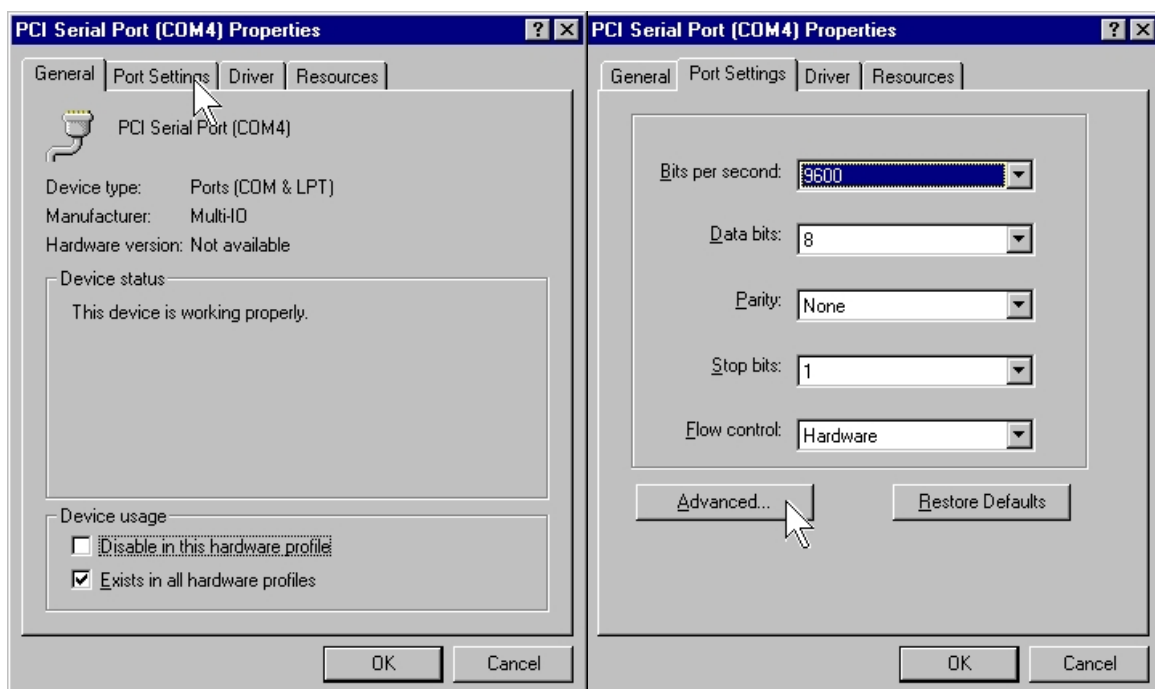 PCI Serial Port (COM4) Properties
General Port Settings Driver Resources
PCI Serial Port (COM4)
Device type: Ports (COM & LPT)
Manufacturer: Multi-IO
Hardware version: Not available
Device status
This device is working properly.
Device usage
Disable in this hardware profile
Exists in all hardware profiles
OK Cancel
PCI Serial Port (COM4) Properties
General Port Settings Driver Resources
Bits per second: 9600
Data bits: 8
Parity: None
Stop bits: 1
Flow control: Hardware
Advanced... Restore Defaults
OK Cancel